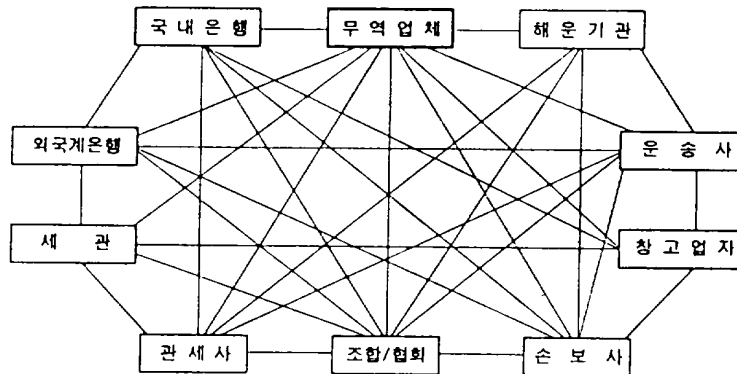 국내은행
무역업체
해운기관
외국계은행
운송사
세관
창고업자
관세사
조합/협회
손보사